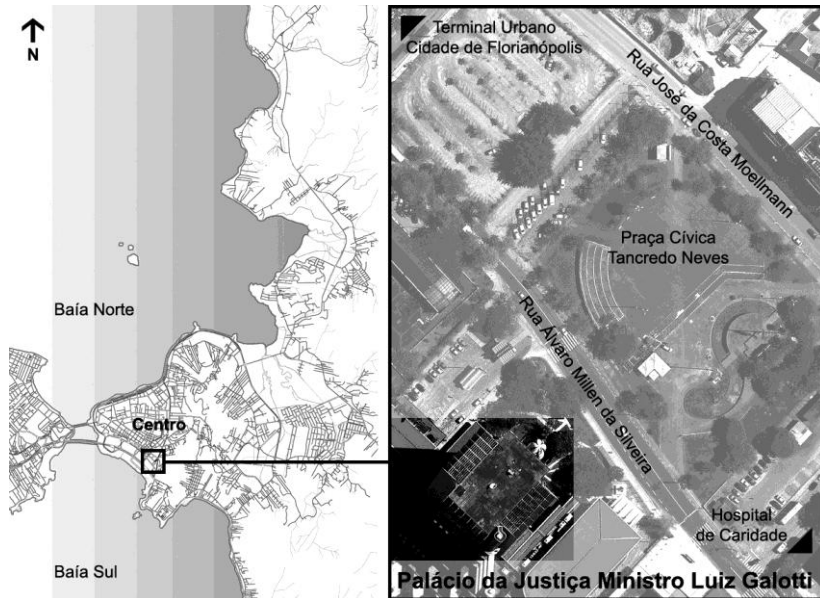 N
Baía Norte
Centro
Baía Sul
Terminal Urbano
Cidade de Florianópolis
Rua José da Costa Moellmann
Praça Cívica
Tancredo Neves
Rua Álvaro Millen da Silveira
Hospital
de Caridade
Palácio da Justiça Ministro Luiz Galotti